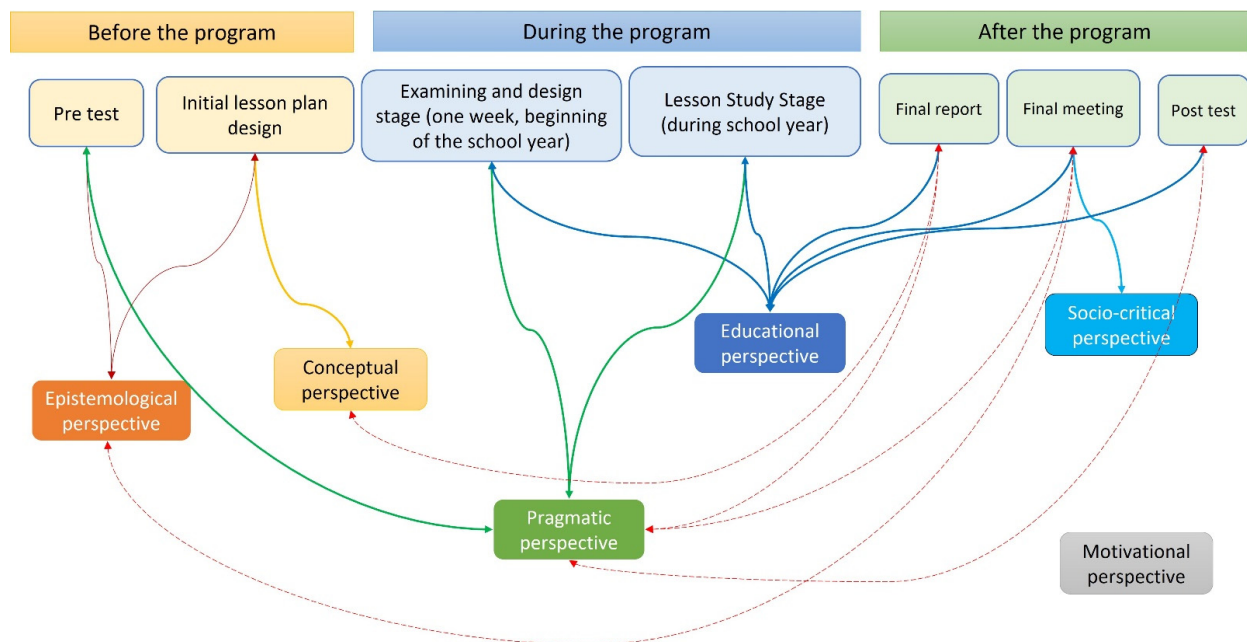 Before the program
During the program
After the program
Pre test
Initial lesson plan
design
Examining and design
stage (one week, beginning
of the school year)
Lesson Study Stage
(during school year)
Final report
Final meeting
Post test
Educational
perspective
Socio-critical
perspective
Conceptual
perspective
Epistemological
perspective
Pragmatic
perspective
Motivational
perspective